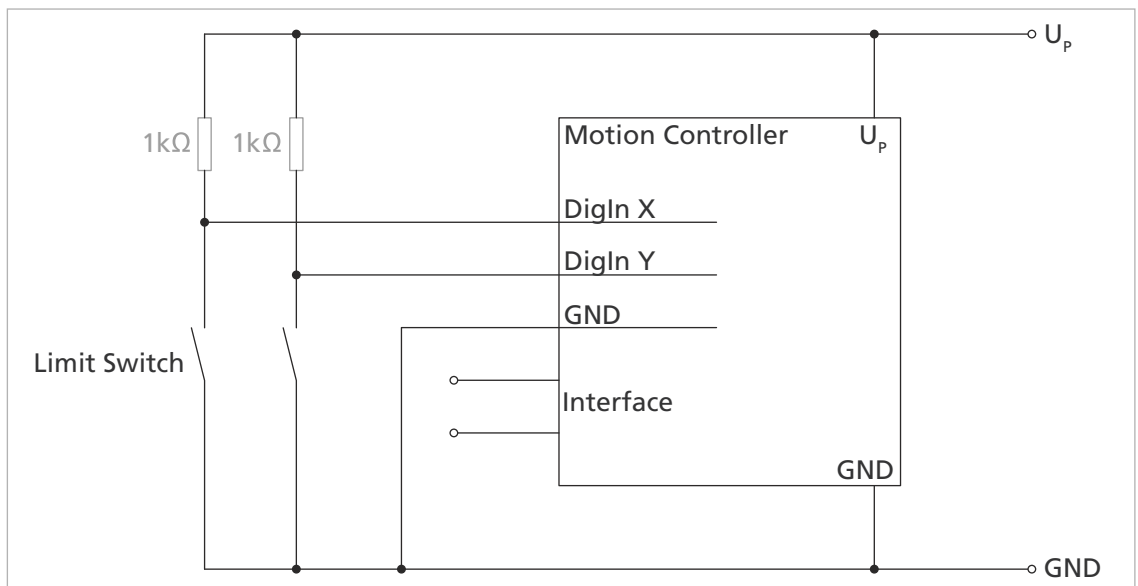 U_P
1kΩ 1kΩ
Motion Controller U_P
DigIn X
DigIn Y
GND
Limit Switch
Interface
GND
GND